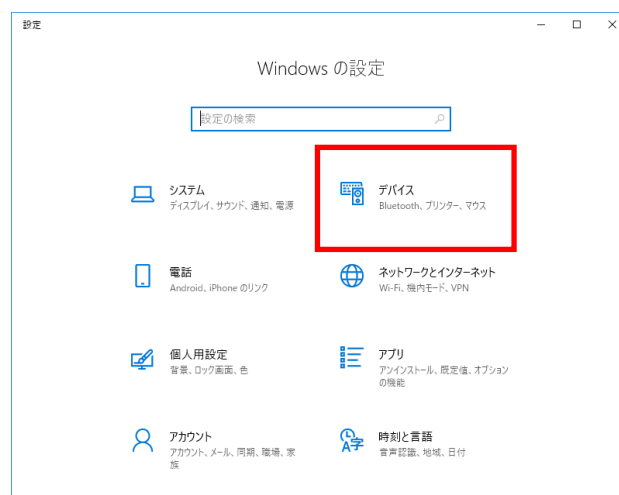 設定
Windows の設定
設定の検索
システム
ディスプレイ、サウンド、通知、電源
デバイス
Bluetooth、プリンター、マウス
電話
Android、iPhone のリンク
ネットワークとインターネット
Wi-Fi、機内モード、VPN
個人用設定
背景、ロック画面、色
アプリ
アンインストール、既定値、オプション
の機能
アカウント
アカウント、メール、同期、職場、家
族
時刻と言語
音声認識、地域、日付